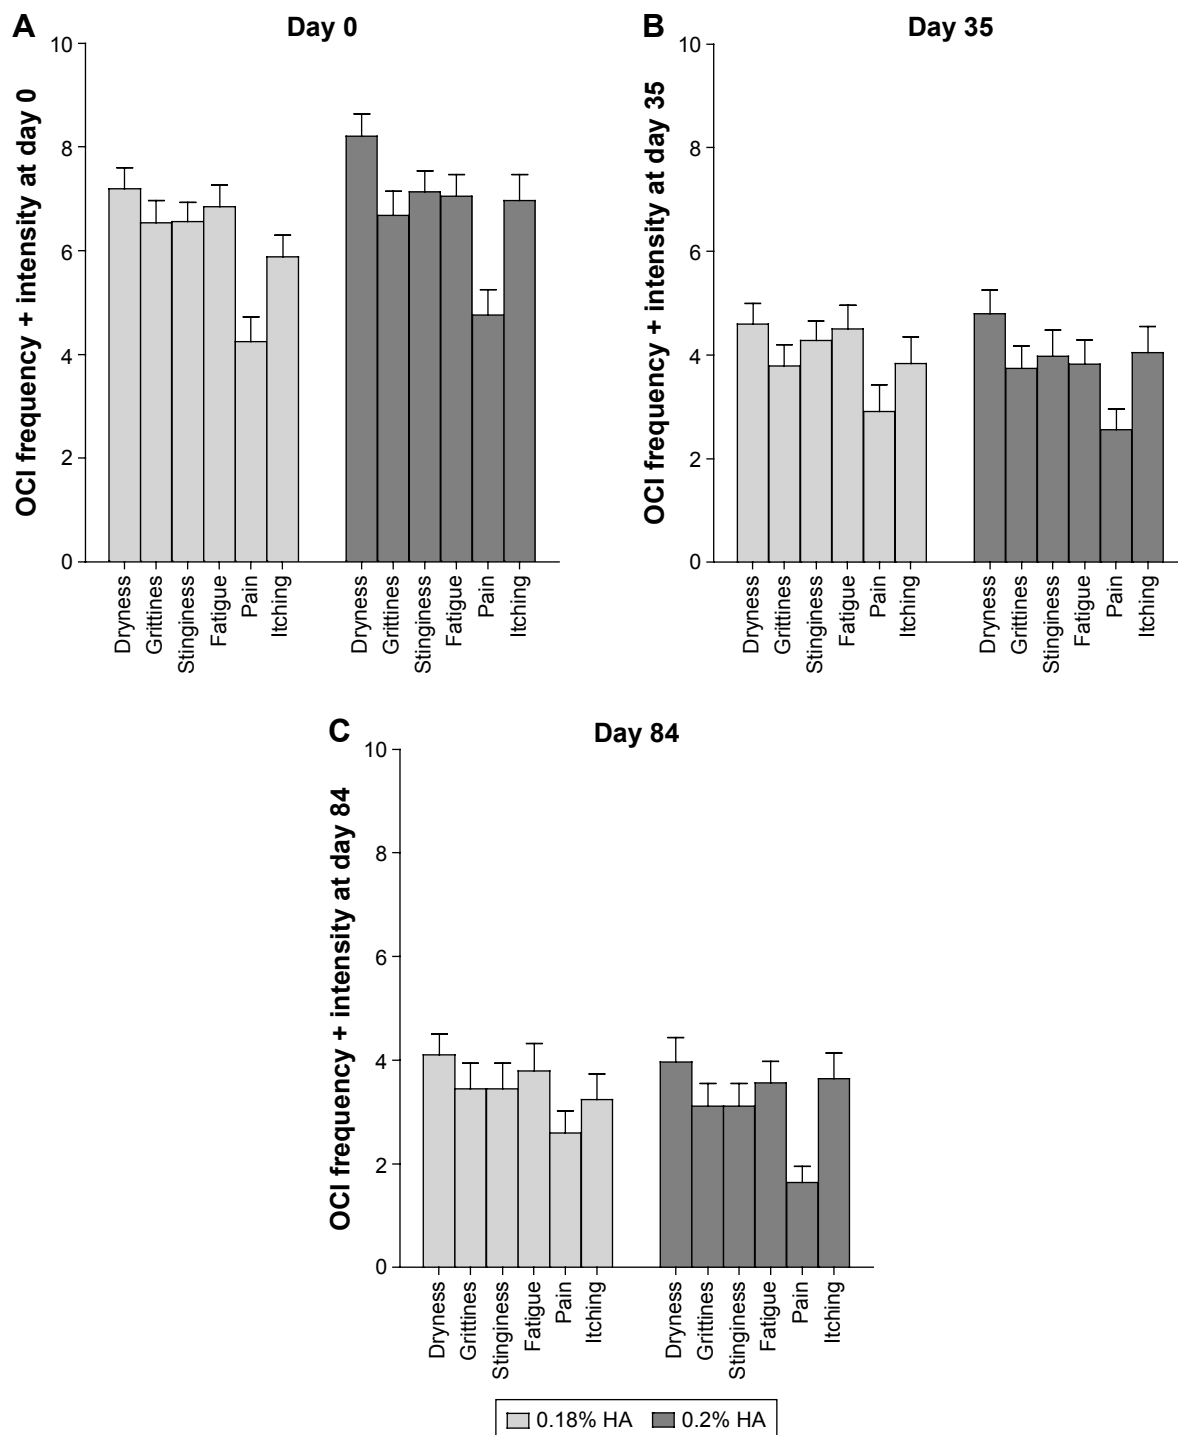 A
Day 0
OCI frequency + intensity at day 0
10
8
6
4
2
0
Dryness
Grittines
Stinginess
Fatigue
Pain
Itching
Dryness
Grittines
Stinginess
Fatigue
Pain
Itching
B
Day 35
OCI frequency + intensity at day 35
10
8
6
4
2
0
Dryness
Grittines
Stinginess
Fatigue
Pain
Itching
Dryness
Grittines
Stinginess
Fatigue
Pain
Itching
C
Day 84
OCI frequency + intensity at day 84
10
8
6
4
2
0
Dryness
Grittines
Stinginess
Fatigue
Pain
Itching
Dryness
Grittines
Stinginess
Fatigue
Pain
Itching
0.18% HA
0.2% HA